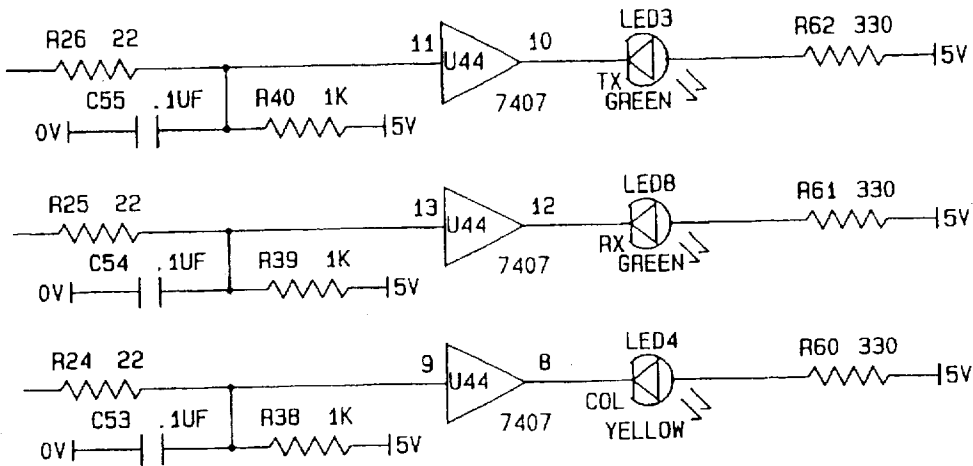 LED3
R26 22
11
10
R62 330
U44
5V
C55 .1UF
R40 1K
7407
TX
GREEN
0V
5V
LED8
R25 22
13
12
R61 330
U44
5V
C54 .1UF
R39 1K
7407
RX
GREEN
0V
5V
LED4
R24 22
9
8
R60 330
U44
5V
C53 .1UF
R38 1K
7407
COL
YELLOW
0V
5V